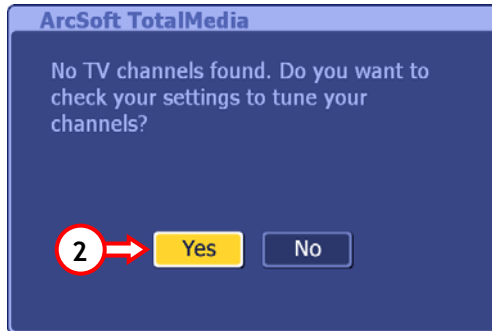 ArcSoft TotalMedia
No TV channels found. Do you want to
check your settings to tune your
channels?
2 Yes No